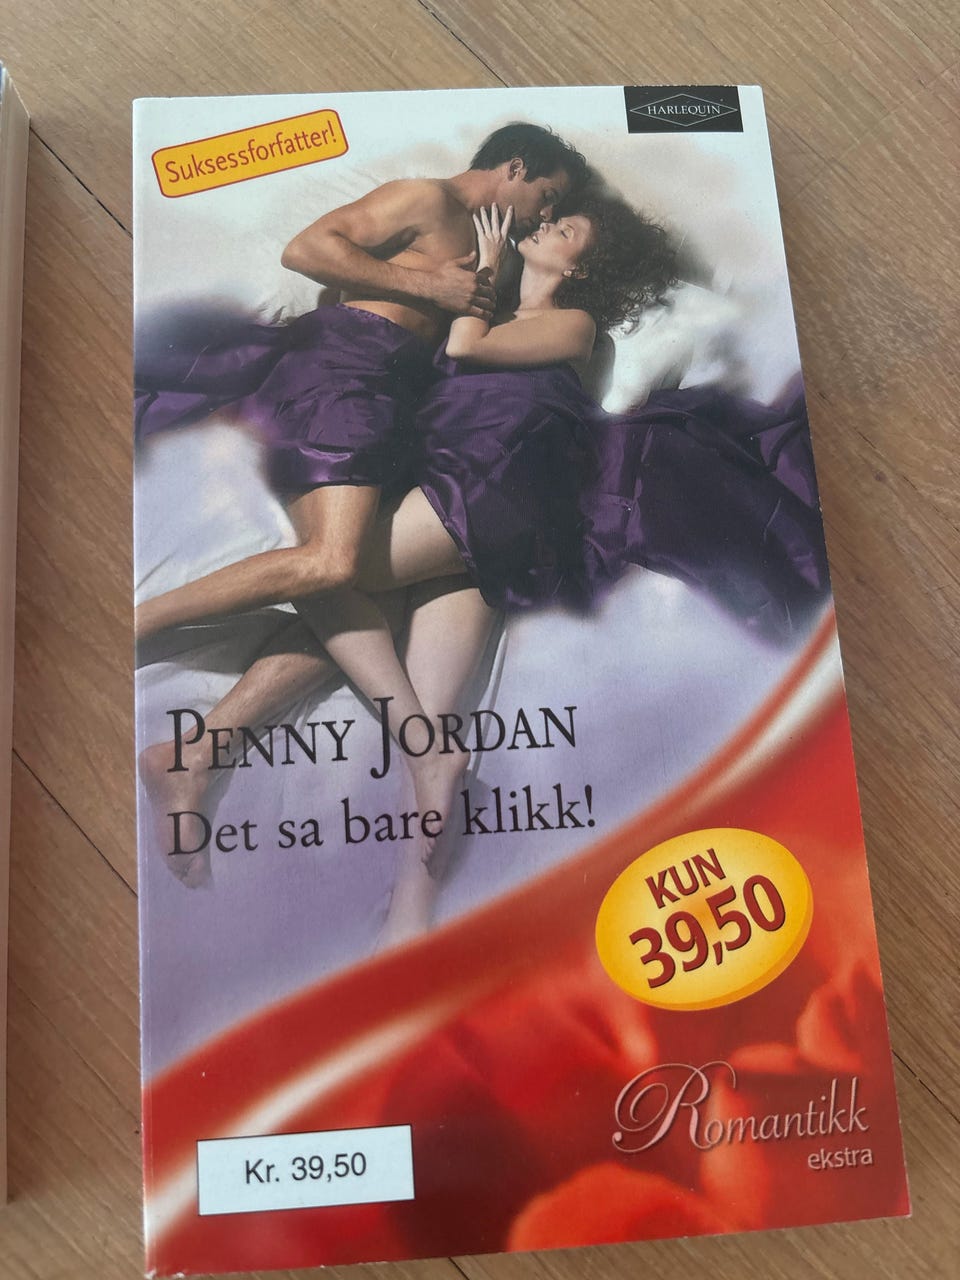 HARLEQUIN
Suksessforfatter!
PENNY JORDAN
Det sa bare klikk!
KUN
39,50
Romantikk
ekstra
Kr. 39,50